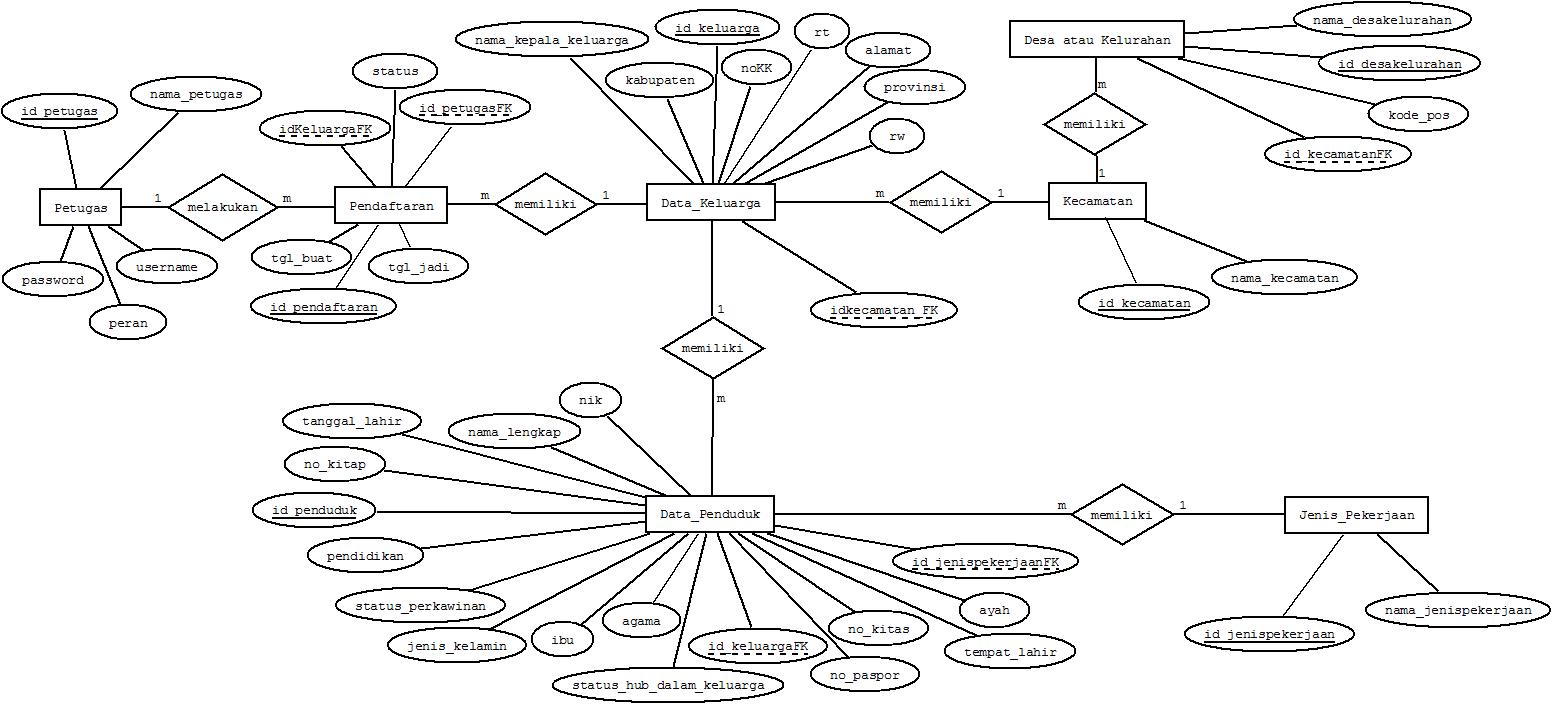 nama_desakelurahan
id_keluarga
rt
nama_kepala_keluarga
Desa atau Kelurahan
alamat
id_desakelurahan
status
kabupaten
noKK
provinsi
nama_petugas
id_petugas
id_petugasFK
m
kode_pos
idKeluargaFK
memiliki
rw
id_kecamatanFK
1
Petugas
1
melakukan
m
Pendaftaran
m
memiliki
1
Data_Keluarga
m
memiliki
1
Kecamatan
password
username
tgl_buat
tgl_jadi
nama_kecamatan
id_pendaftaran
idkecamatan_FK
id_kecamatan
peran
1
memiliki
m
nik
tanggal_lahir
nama_lengkap
no_kitap
id_penduduk
Data_Penduduk
m
memiliki
1
Jenis_Pekerjaan
pendidikan
id_jenispekerjaanFK
status_perkawinan
ayah
nama_jenispekerjaan
agama
no_kitas
id_jenispekerjaan
jenis_kelamin
ibu
id_keluargaFK
tempat_lahir
no_paspor
status_hub_dalam_keluarga